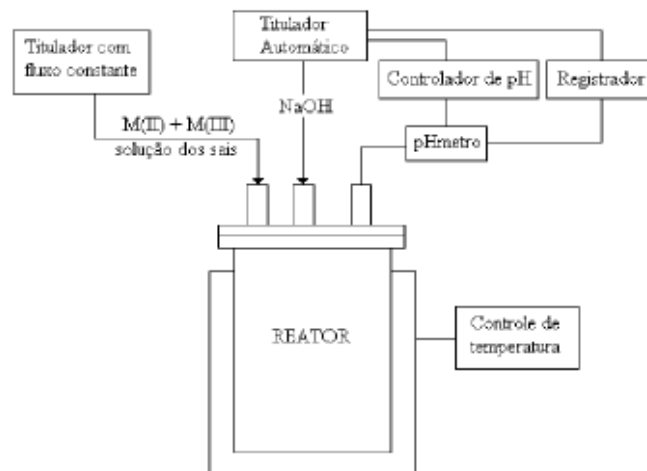 Titulador com
fluxo constante
Titulador
Automático
Controlador de pH
Registrador
NaOH
M(II) + M(III)
solução dos sais
pHmetro
REATOR
Controle de
temperatura